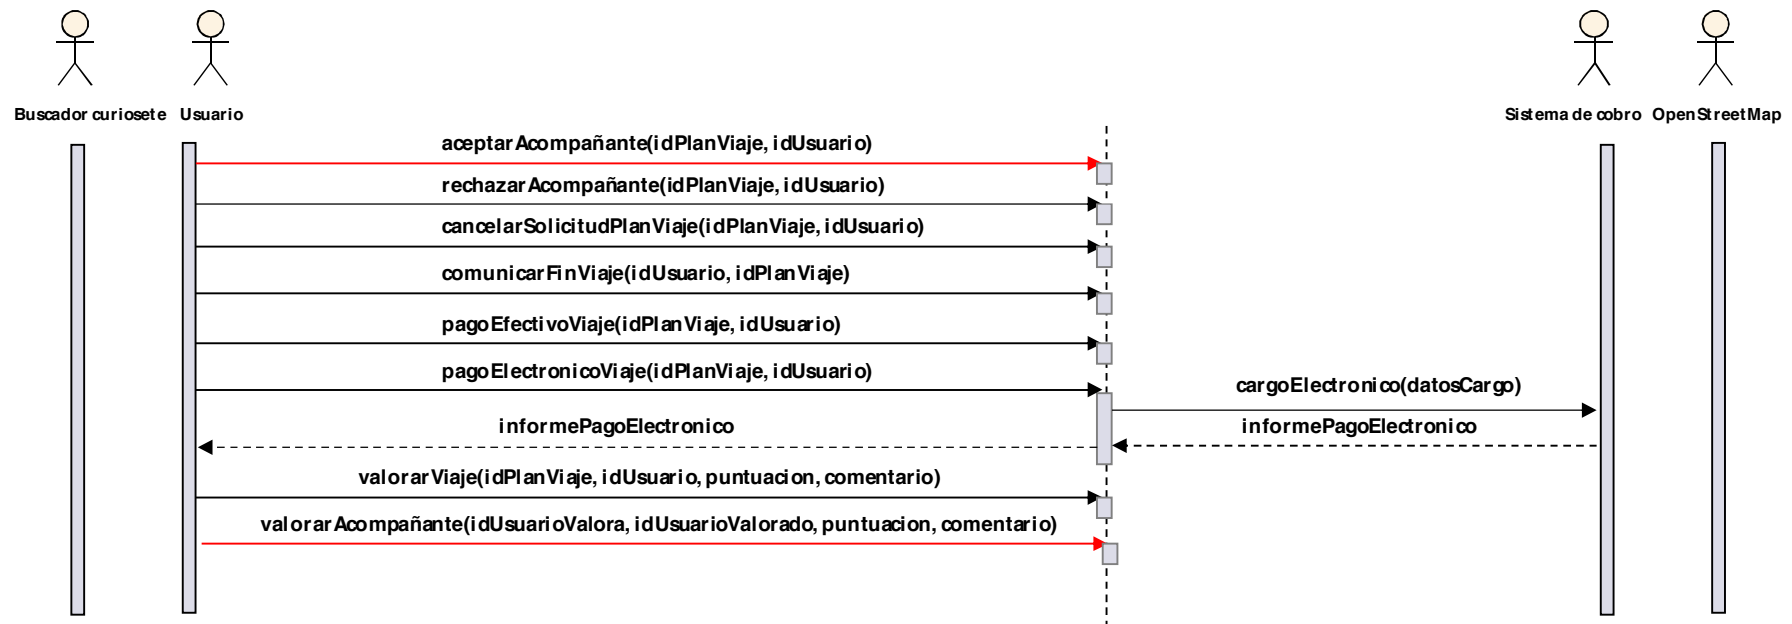 Buscador curiosete
Usuario
Sistema de cobro
OpenStreetMap
aceptarAcompañante(idPlanViaje, idUsuario)
rechazarAcompañante(idPlanViaje, idUsuario)
cancelarSolicitudPlanViaje(idPlanViaje, idUsuario)
comunicarFinViaje(idUsuario, idPlanViaje)
pagoEfectivoViaje(idPlanViaje, idUsuario)
pagoElectronicoViaje(idPlanViaje, idUsuario)
cargoElectronico(datosCargo)
informePagoElectronico
informePagoElectronico
valorarViaje(idPlanViaje, idUsuario, puntuacion, comentario)
valorarAcompañante(idUsuarioValora, idUsuarioValorado, puntuacion, comentario)